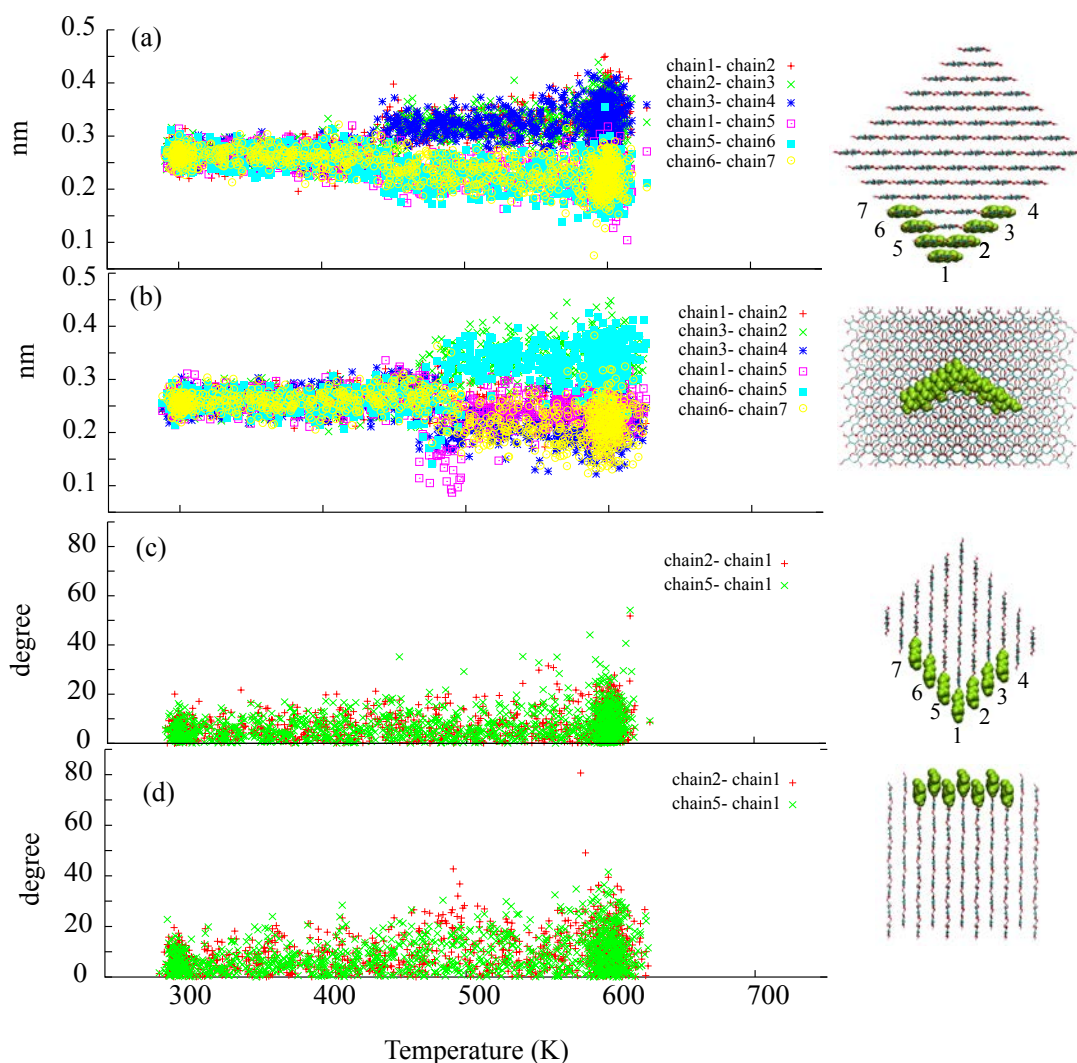 (a)
0.5
0.4
0.3
0.2
0.1
nm
chain1- chain2
chain2- chain3
chain3- chain4
chain1- chain5
chain5- chain6
chain6- chain7
7
6
5
4
3
2
1
(b)
0.5
0.4
0.3
0.2
0.1
nm
chain1- chain2
chain3- chain2
chain3- chain4
chain1- chain5
chain6- chain5
chain6- chain7
(c)
80
60
40
20
0
degree
chain2- chain1
chain5- chain1
7
6
5
4
3
2
1
(d)
80
60
40
20
0
degree
chain2- chain1
chain5- chain1
300 400 500 600 700
Temperature (K)